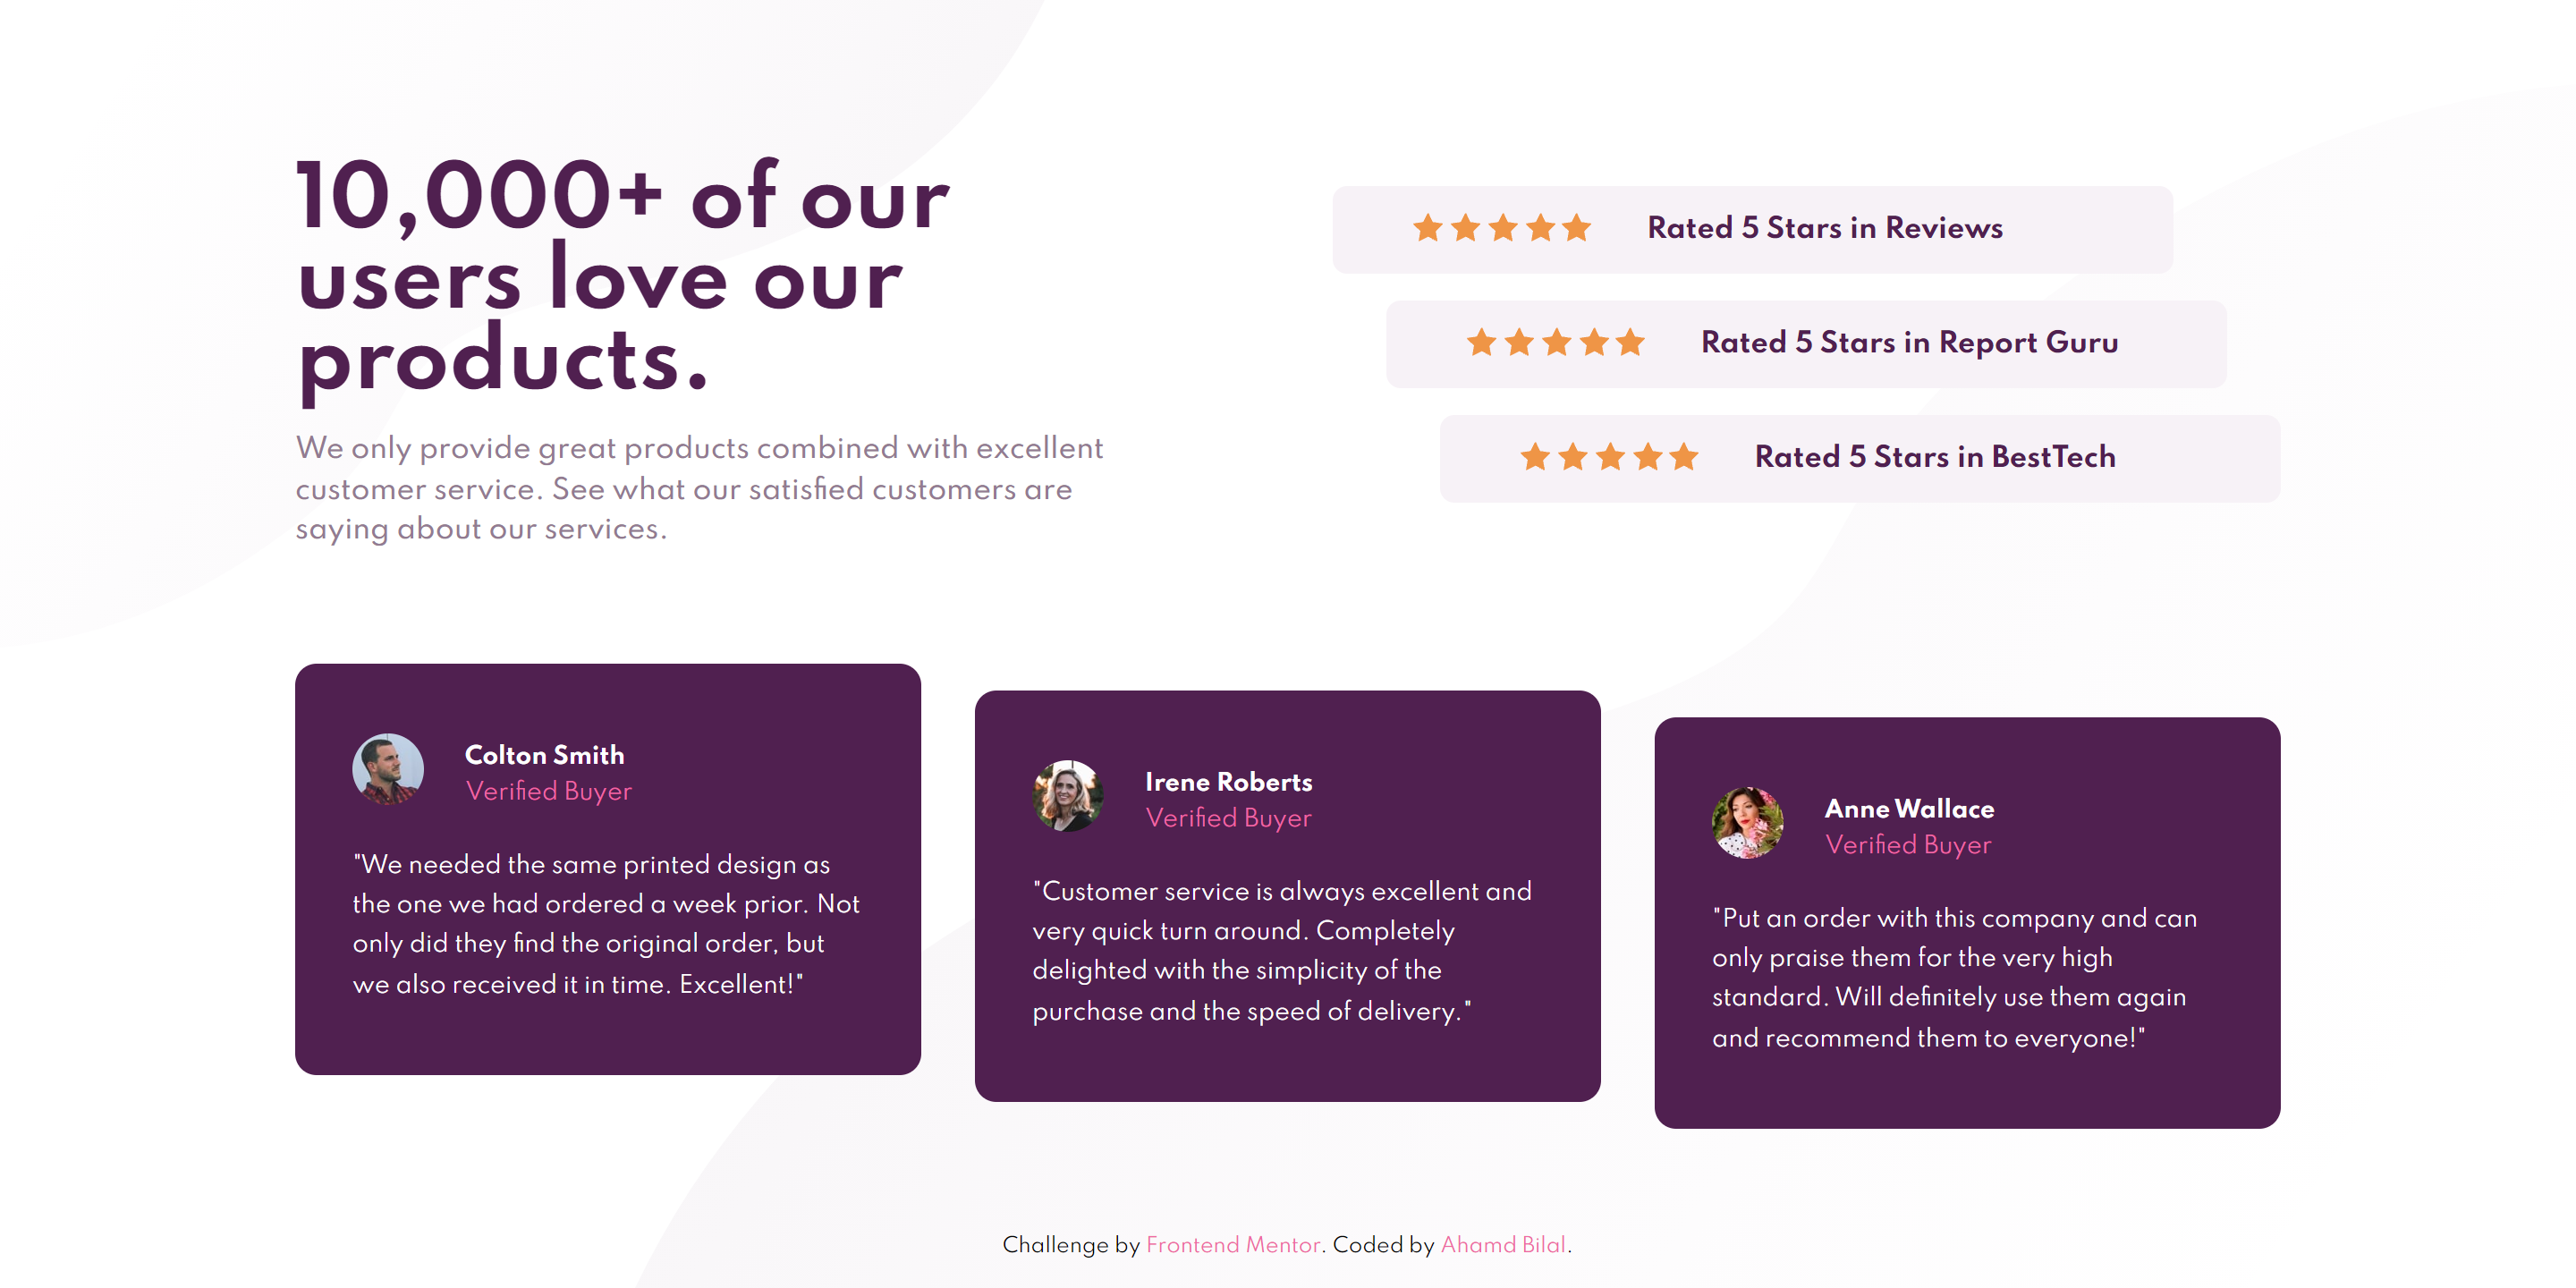 10,000+ of our
users love our
products.
We only provide great products combined with excellent
customer service. See what our satisfied customers are
saying about our services.
Rated 5 Stars in Reviews
Rated 5 Stars in Report Guru
Rated 5 Stars in BestTech
Colton Smith
Verified Buyer
"We needed the same printed design as
the one we had ordered a week prior. Not
only did they find the original order, but
we also received it in time. Excellent!"
Irene Roberts
Verified Buyer
"Customer service is always excellent and
very quick turn around. Completely
delighted with the simplicity of the
purchase and the speed of delivery."
Anne Wallace
Verified Buyer
"Put an order with this company and can
only praise them for the very high
standard. Will definitely use them again
and recommend them to everyone!"
Challenge by Frontend Mentor. Coded by Ahamd Bilal.